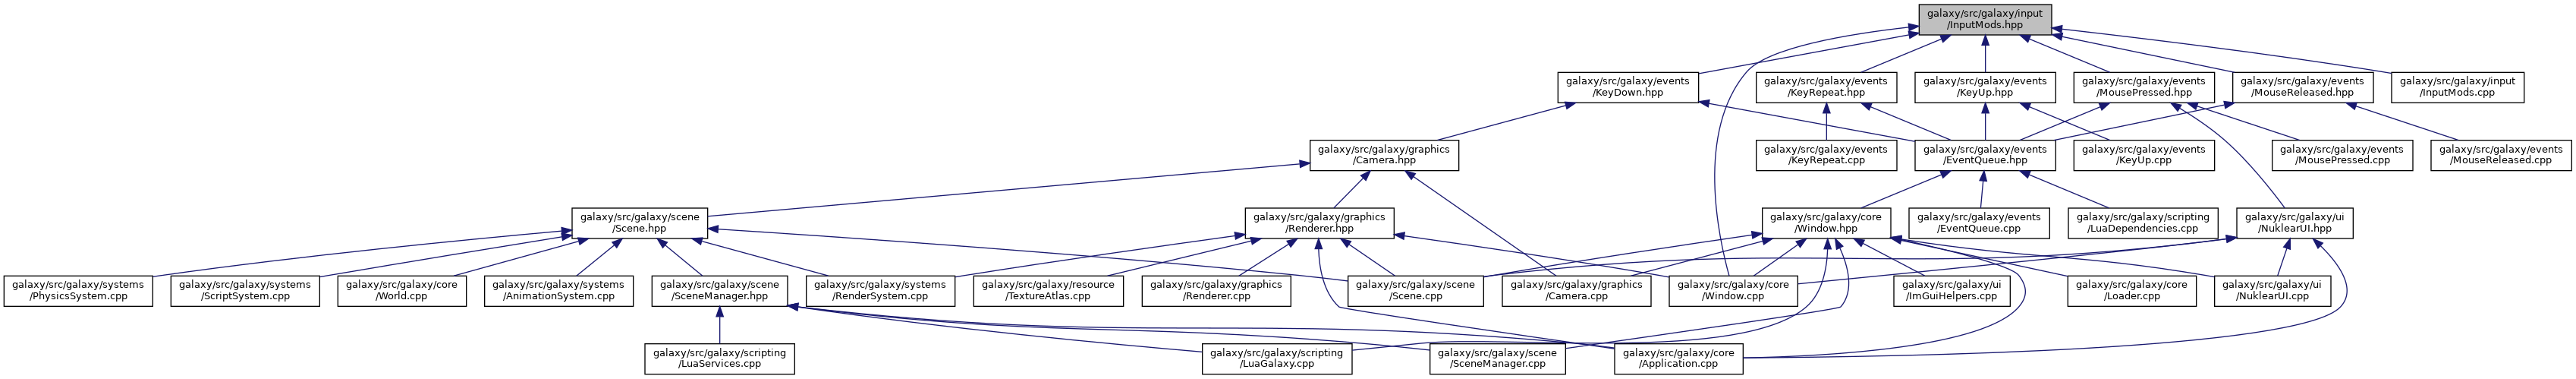 galaxy/src/galaxy/input
/InputMods.hpp
galaxy/src/galaxy/events
/KeyDown.hpp
galaxy/src/galaxy/events
/KeyRepeat.hpp
galaxy/src/galaxy/events
/KeyUp.hpp
galaxy/src/galaxy/events
/MousePressed.hpp
galaxy/src/galaxy/events
/MouseReleased.hpp
galaxy/src/galaxy/input
/InputMods.cpp
galaxy/src/galaxy/graphics
/Camera.hpp
galaxy/src/galaxy/events
/KeyRepeat.cpp
galaxy/src/galaxy/events
/EventQueue.hpp
galaxy/src/galaxy/events
/KeyUp.cpp
galaxy/src/galaxy/events
/MousePressed.cpp
galaxy/src/galaxy/events
/MouseReleased.cpp
galaxy/src/galaxy/scene
/Scene.hpp
galaxy/src/galaxy/graphics
/Renderer.hpp
galaxy/src/galaxy/core
/Window.hpp
galaxy/src/galaxy/events
/EventQueue.cpp
galaxy/src/galaxy/scripting
/LuaDependencies.cpp
galaxy/src/galaxy/ui
/NuklearUI.hpp
galaxy/src/galaxy/systems
/PhysicsSystem.cpp
galaxy/src/galaxy/systems
/ScriptSystem.cpp
galaxy/src/galaxy/core
/World.cpp
galaxy/src/galaxy/systems
/AnimationSystem.cpp
galaxy/src/galaxy/scene
/SceneManager.hpp
galaxy/src/galaxy/systems
/RenderSystem.cpp
galaxy/src/galaxy/resource
/TextureAtlas.cpp
galaxy/src/galaxy/graphics
/Renderer.cpp
galaxy/src/galaxy/scene
/Scene.cpp
galaxy/src/galaxy/graphics
/Camera.cpp
galaxy/src/galaxy/core
/Window.cpp
galaxy/src/galaxy/ui
/ImGuiHelpers.cpp
galaxy/src/galaxy/core
/Loader.cpp
galaxy/src/galaxy/ui
/NuklearUI.cpp
galaxy/src/galaxy/scripting
/LuaServices.cpp
galaxy/src/galaxy/scripting
/LuaGalaxy.cpp
galaxy/src/galaxy/scene
/SceneManager.cpp
galaxy/src/galaxy/core
/Application.cpp